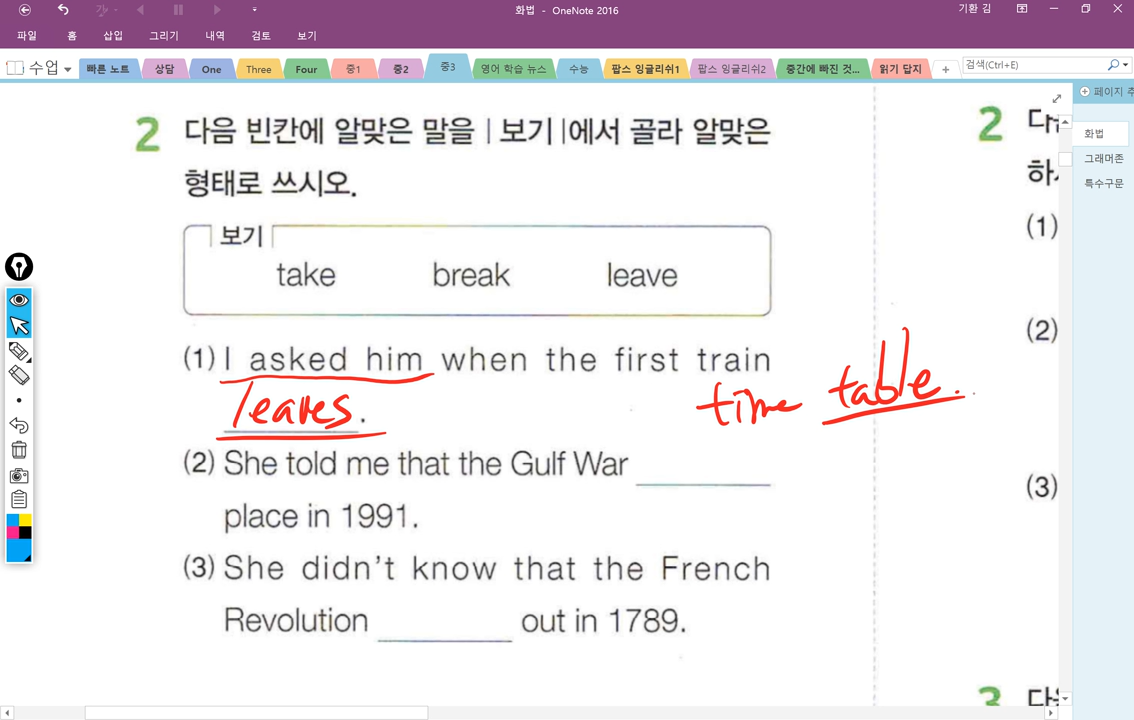 화법 - OneNote 2016
기환 김
파일 홈 삽입 그리기 내역 검토 보기
수업 빠른 노트 상담 One Three Four 중1 중2 중3 영어 학습 뉴스 수능 팝스 잉글리쉬1 팝스 잉글리쉬2 중간에 빠진 것... 읽기 답지 검색(Ctrl+E)
페이지 추
화법
그래머존
특수구문
2 다음 빈칸에 알맞은 말을 |보기|에서 골라 알맞은
형태로 쓰시오.
보기
take break leave
(1) I asked him when the first train
leaves.
time table.
(2) She told me that the Gulf War
place in 1991.
(3) She didn't know that the French
Revolution out in 1789.
2
(1)
(2)
(3)
3